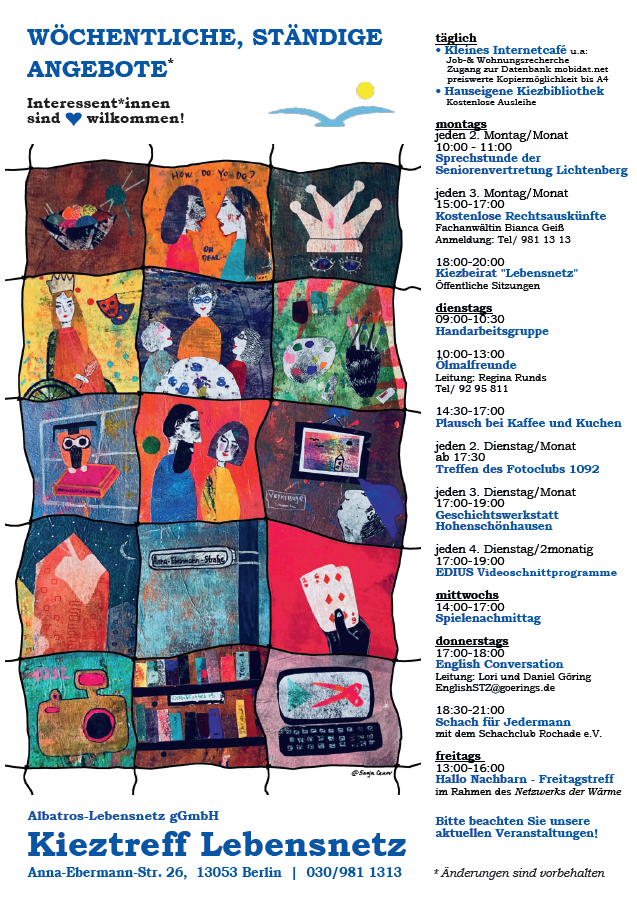 WÖCHENTLICHE, STÄNDIGE
ANGEBOTE*
Interessent*innen
sind wilkommen!
HOW DO YO DO?
OH
DEAR...
Anna-Ebermann-Straße
©Sonja
Albatros-Lebensnetz gGmbH
Kieztreff Lebensnetz
Anna-Ebermann-Str. 26, 13053 Berlin | 030/981 1313
täglich
• Kleines Internetcafé u.a:
Job-& Wohnungsrecherche
Zugang zur Datenbank mobidat.net
preiswerte Kopiermöglichkeit bis A4
• Hauseigene Kiezbibliothek
Kostenlose Ausleihe
montags
jeden 2. Montag/Monat
10:00 - 11:00
Sprechstunde der
Seniorenvertretung Lichtenberg
jeden 3. Montag/Monat
15:00-17:00
Kostenlose Rechtsauskünfte
Fachanwältin Bianca Geiß
Anmeldung: Tel/ 981 13 13
18:00-20:00
Kiezbeirat "Lebensnetz"
Öffentliche Sitzungen
dienstags
09:00-10:30
Handarbeitsgruppe
10:00-13:00
Ölmalfreunde
Leitung: Regina Runds
Tel/ 92 95 811
14:30-17:00
Plausch bei Kaffee und Kuchen
jeden 2. Dienstag/Monat
ab 17:30
Treffen des Fotoclubs 1092
jeden 3. Dienstag/Monat
17:00-19:00
Geschichtswerkstatt
Hohenschönhausen
jeden 4. Dienstag/2monatig
17:00-19:00
EDIUS Videoschnittprogramme
mittwochs
14:00-17:00
Spielenachmittag
donnerstags
17:00-18:00
English Conversation
Leitung: Lori und Daniel Göring
EnglishSTZ@goerings.de
18:30-21:00
Schach für Jedermann
mit dem Schachclub Rochade e.V.
freitags
13:00-16:00
Hallo Nachbarn - Freitagstreff
im Rahmen des Netzwerks der Wärme
Bitte beachten Sie unsere
aktuellen Veranstaltungen!
*Änderungen sind vorbehalten